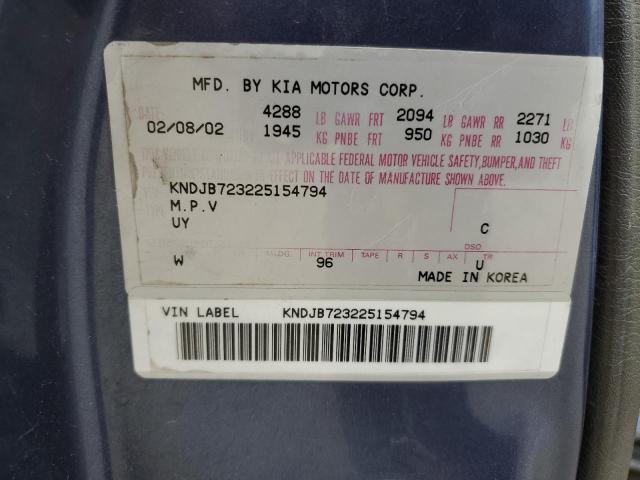 MFD. BY KIA MOTORS CORP.
DATE 4288 LB GAWR FRT 2094 LB GAWR RR 2271 LB
02/08/02 1945 KG PNBE FRT 950 KG PNBE RR 1030 KG
APPLICABLE FEDERAL MOTOR VEHICLE SAFETY, BUMPER, AND THEFT
EFFECT ON THE DATE OF MANUFACTURE SHOWN ABOVE.
KNDJB723225154794
M.P.V
UY C
DSO
MLDG. INT TRIM TAPE R S AX TR
W 96 U
MADE IN KOREA
VIN LABEL KNDJB723225154794